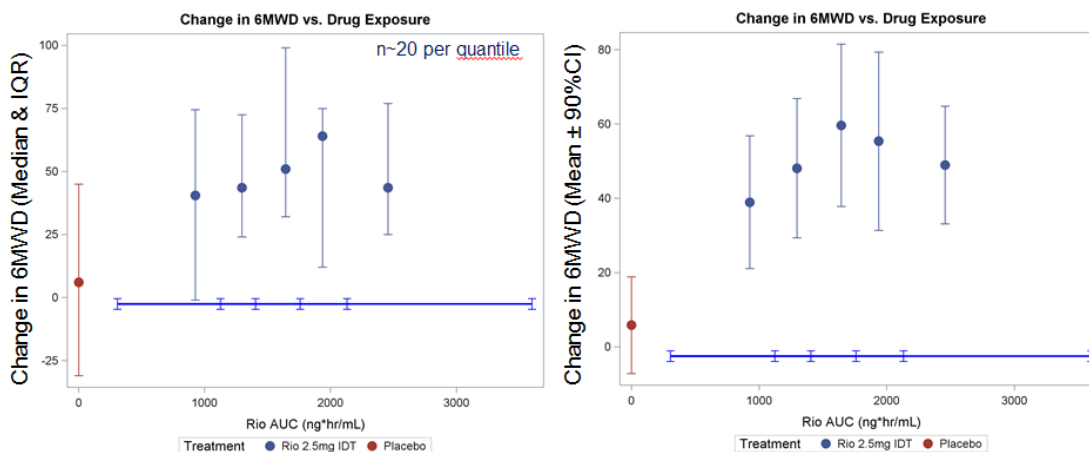 Change in 6MWD vs. Drug Exposure
n~20 per quantile
Change in 6MWD (Median & IQR)
100
75
50
25
0
-25
0 1000 2000 3000
Rio AUC (ng*hr/mL)
Treatment Rio 2.5mg IDT Placebo
Change in 6MWD vs. Drug Exposure
Change in 6MWD (Mean ± 90%CI)
80
60
40
20
0
0 1000 2000 3000
Rio AUC (ng*hr/mL)
Treatment Rio 2.5mg IDT Placebo